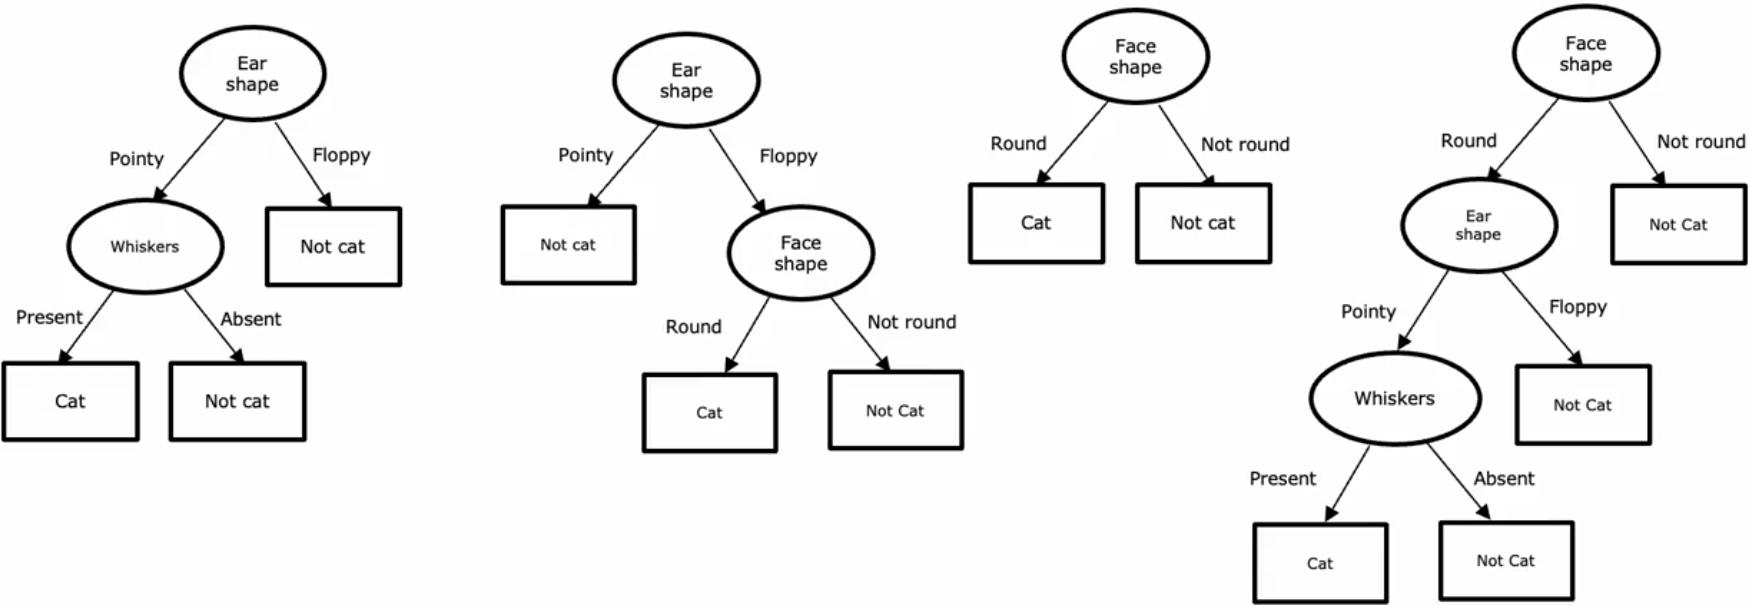 Ear
shape
Pointy
Floppy
Whiskers
Not cat
Present
Absent
Cat
Not cat
Ear
shape
Pointy
Floppy
Not cat
Face
shape
Round
Not round
Cat
Not Cat
Face
shape
Round
Not round
Cat
Not cat
Face
shape
Round
Not round
Ear
shape
Not Cat
Pointy
Floppy
Whiskers
Not Cat
Present
Absent
Cat
Not Cat